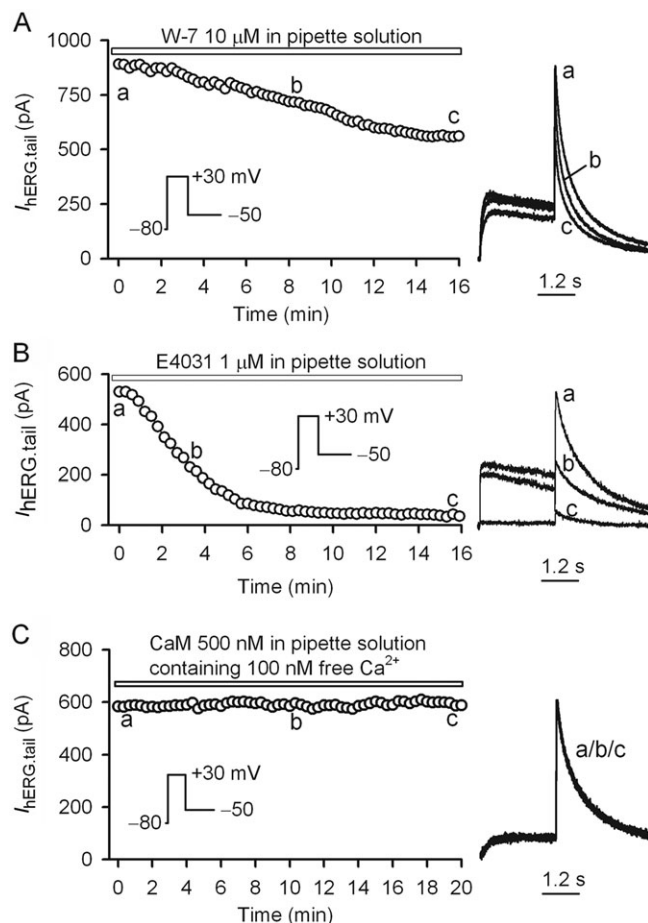 A
W-7 10 μM in pipette solution
1000
750
500
250
0
I hERG.tail (pA)
a
b
c
+30 mV
−80
−50
0 2 4 6 8 10 12 14 16
Time (min)
a
b
c
1.2 s
B
E4031 1 μM in pipette solution
600
400
200
0
I hERG.tail (pA)
a
b
c
+30 mV
−80
−50
0 2 4 6 8 10 12 14 16
Time (min)
a
b
c
1.2 s
C
CaM 500 nM in pipette solution
containing 100 nM free Ca²⁺
800
600
400
200
0
I hERG.tail (pA)
a
b
c
+30 mV
−80
−50
0 2 4 6 8 10 12 14 16 18 20
Time (min)
a/b/c
1.2 s